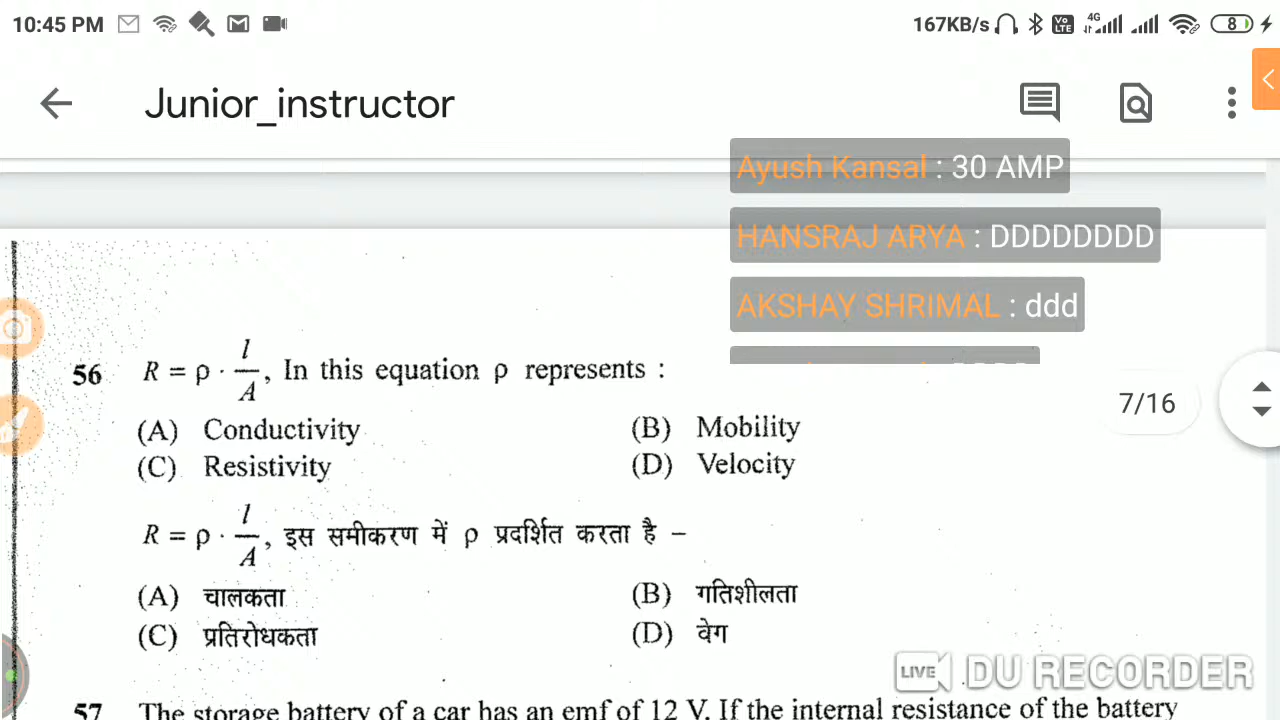 10:45 PM 167KB/s Vo LTE 4G 8
Junior_instructor
Ayush Kansal : 30 AMP
HANSRAJ ARYA : DDDDDDDD
AKSHAY SHRIMAL : ddd
56 R = ρ · l/A, In this equation ρ represents :
7/16
(A) Conductivity (B) Mobility
(C) Resistivity (D) Velocity
R = ρ · l/A, इस समीकरण में ρ प्रदर्शित करता है –
(A) चालकता (B) गतिशीलता
(C) प्रतिरोधकता (D) वेग
LIVE DU RECORDER
57 The storage battery of a car has an emf of 12 V. If the internal resistance of the battery